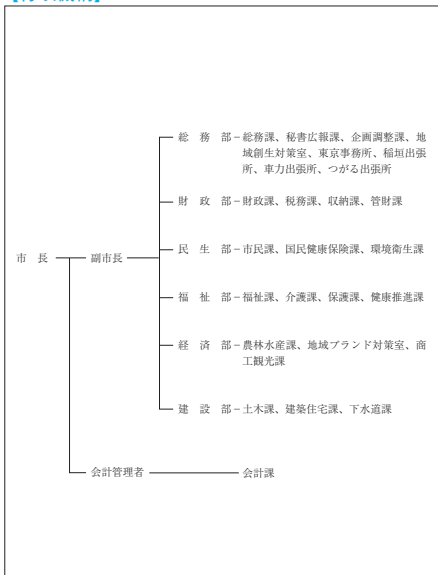 総務部－総務課、秘書広報課、企画調整課、地
域創生対策室、東京事務所、稲垣出張
所、車力出張所、つがる出張所
財政部－財政課、税務課、収納課、管財課
市長 副市長 民生部－市民課、国民健康保険課、環境衛生課
福祉部－福祉課、介護課、保護課、健康推進課
経済部－農林水産課、地域ブランド対策室、商
工観光課
建設部－土木課、建築住宅課、下水道課
会計管理者 会計課